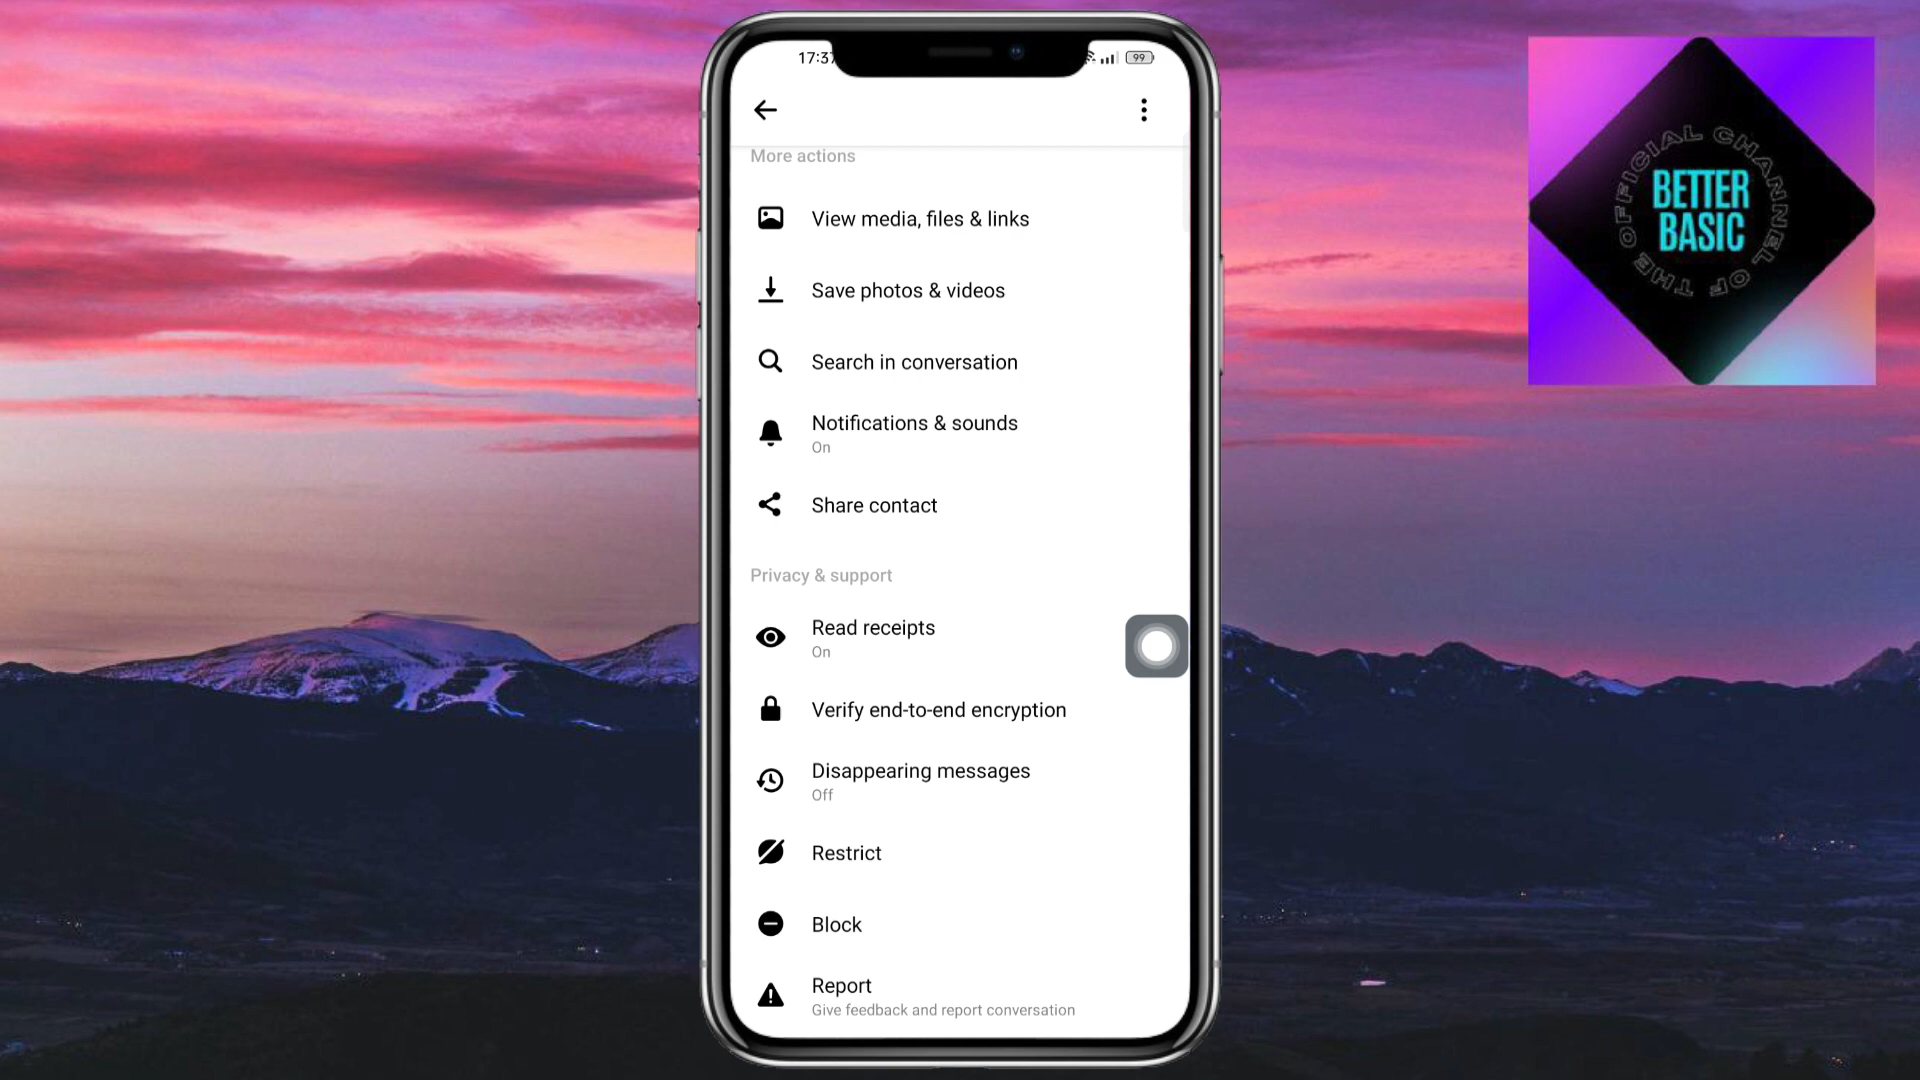 17:37
99
More actions
View media, files & links
Save photos & videos
Search in conversation
Notifications & sounds
On
Share contact
Privacy & support
Read receipts
On
Verify end-to-end encryption
Disappearing messages
Off
Restrict
Block
Report
Give feedback and report conversation
OFFICIAL CHANNEL OF THE
BETTER
BASIC